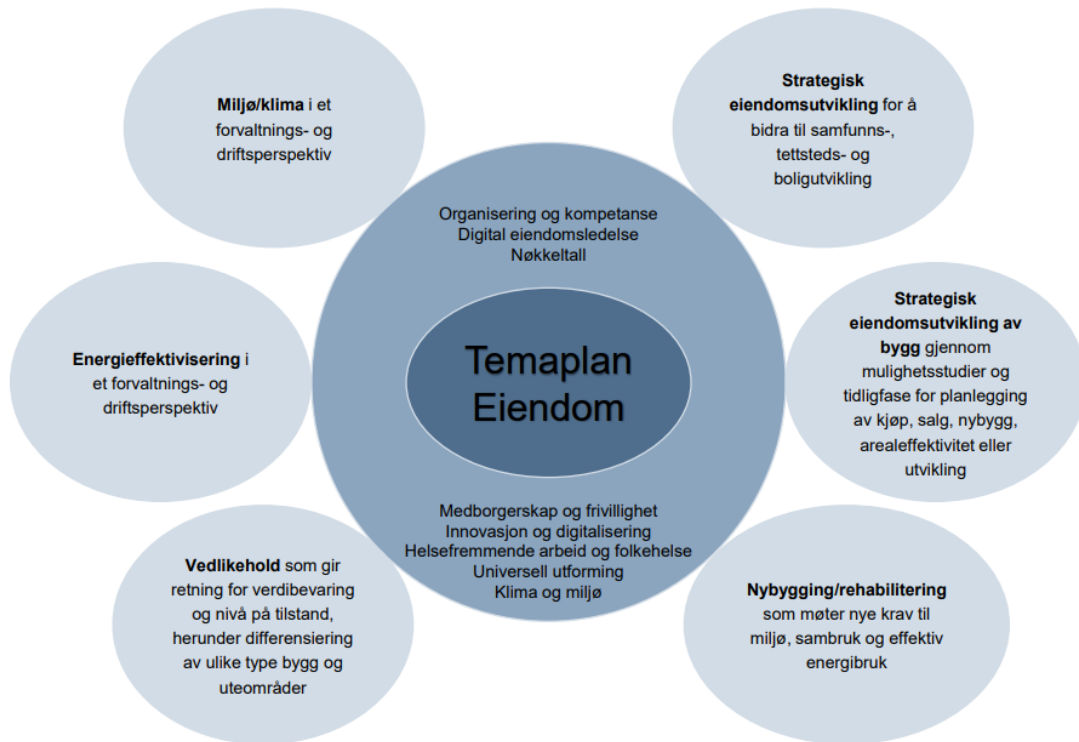 Miljø/klima i et
forvaltnings- og
driftsperspektiv
Strategisk
eiendomsutvikling for å
bidra til samfunns-,
tettsteds- og
boligutvikling
Organisering og kompetanse
Digital eiendomsledelse
Nøkkeltall
Energieffektivisering i
et forvaltnings- og
driftsperspektiv
Temaplan
Eiendom
Strategisk
eiendomsutvikling av
bygg gjennom
mulighetsstudier og
tidligfase for planlegging
av kjøp, salg, nybygg,
arealeffektivitet eller
utvikling
Medborgerskap og frivillighet
Innovasjon og digitalisering
Helsefremmende arbeid og folkehelse
Universell utforming
Klima og miljø
Vedlikehold som gir
retning for verdibevaring
og nivå på tilstand,
herunder differensiering
av ulike type bygg og
uteområder
Nybygging/rehabilitering
som møter nye krav til
miljø, sambruk og effektiv
energibruk